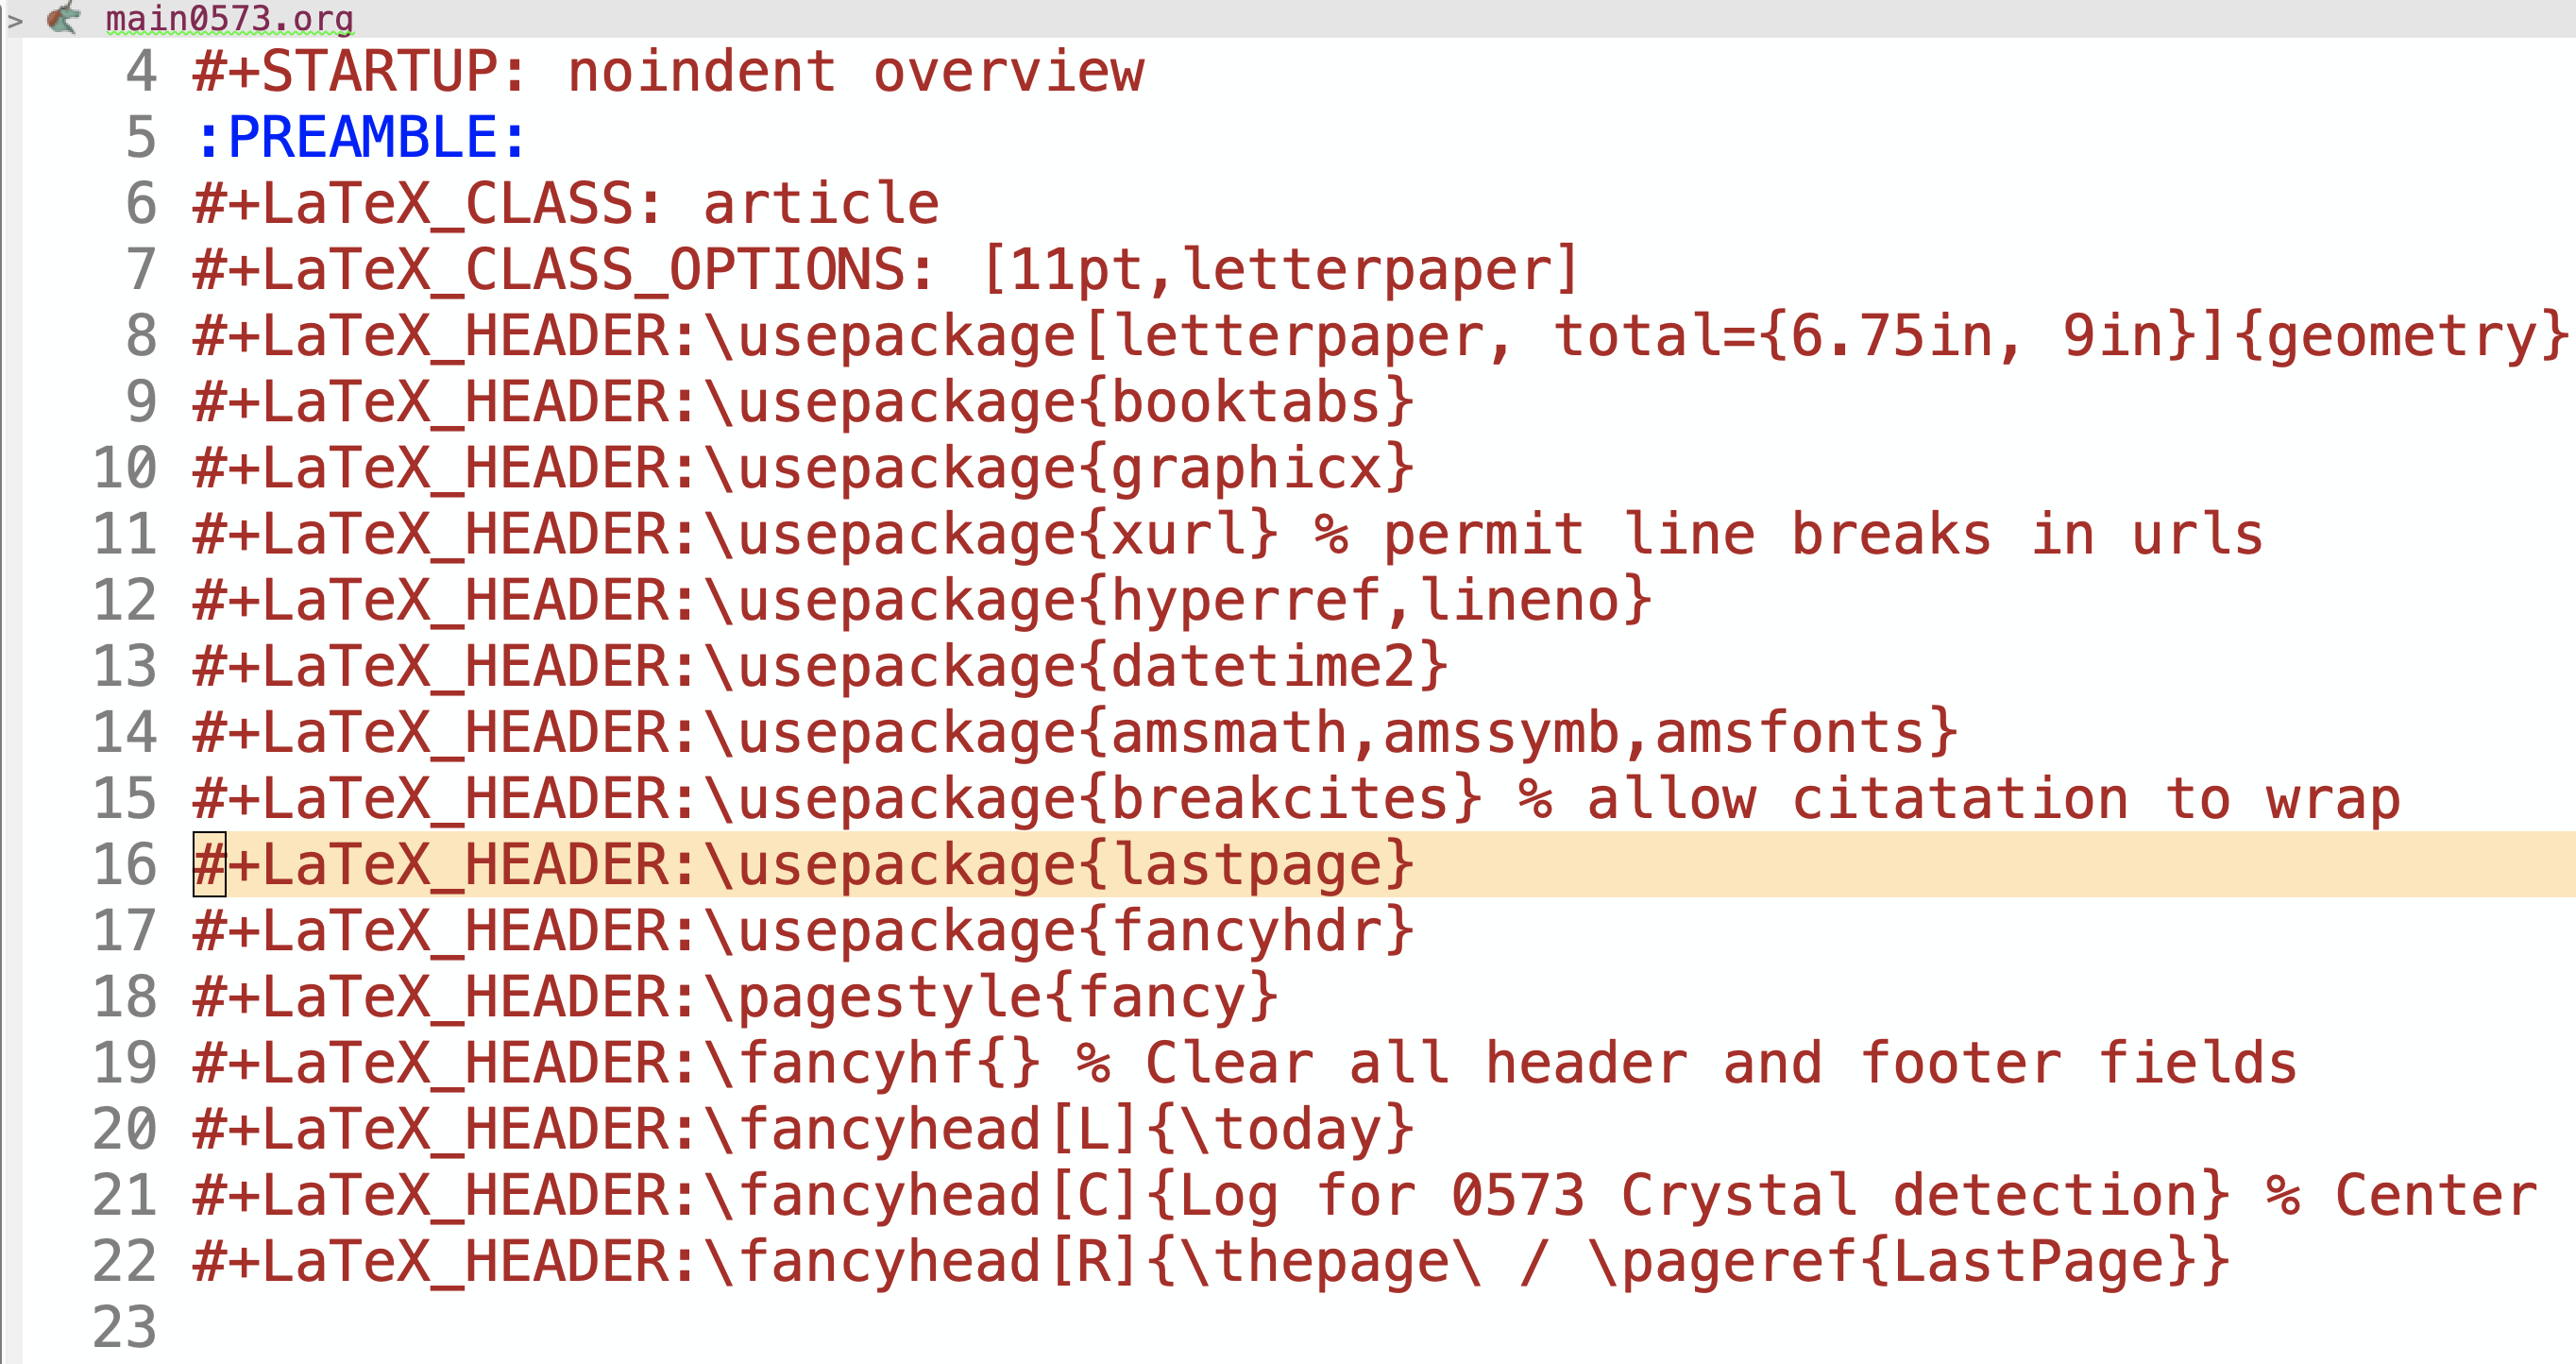 > main0573.org
4 #+STARTUP: noindent overview
5 :PREAMBLE:
6 #+LaTeX_CLASS: article
7 #+LaTeX_CLASS_OPTIONS: [11pt,letterpaper]
8 #+LaTeX_HEADER:\usepackage[letterpaper, total={6.75in, 9in}]{geometry}
9 #+LaTeX_HEADER:\usepackage{booktabs}
10 #+LaTeX_HEADER:\usepackage{graphicx}
11 #+LaTeX_HEADER:\usepackage{xurl} % permit line breaks in urls
12 #+LaTeX_HEADER:\usepackage{hyperref,lineno}
13 #+LaTeX_HEADER:\usepackage{datetime2}
14 #+LaTeX_HEADER:\usepackage{amsmath,amssymb,amsfonts}
15 #+LaTeX_HEADER:\usepackage{breakcites} % allow citatation to wrap
16 #+LaTeX_HEADER:\usepackage{lastpage}
17 #+LaTeX_HEADER:\usepackage{fancyhdr}
18 #+LaTeX_HEADER:\pagestyle{fancy}
19 #+LaTeX_HEADER:\fancyhf{} % Clear all header and footer fields
20 #+LaTeX_HEADER:\fancyhead[L]{\today}
21 #+LaTeX_HEADER:\fancyhead[C]{Log for 0573 Crystal detection} % Center
22 #+LaTeX_HEADER:\fancyhead[R]{\thepage\ / \pageref{LastPage}}
23